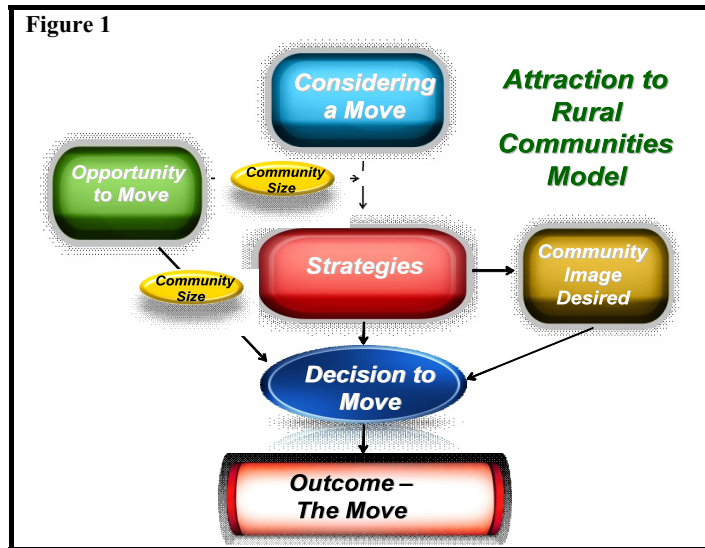 Figure 1
Considering
a Move
Attraction to
Rural
Communities
Model
Opportunity
to Move
Community
Size
Strategies
Community
Image
Desired
Community
Size
Decision to
Move
Outcome –
The Move